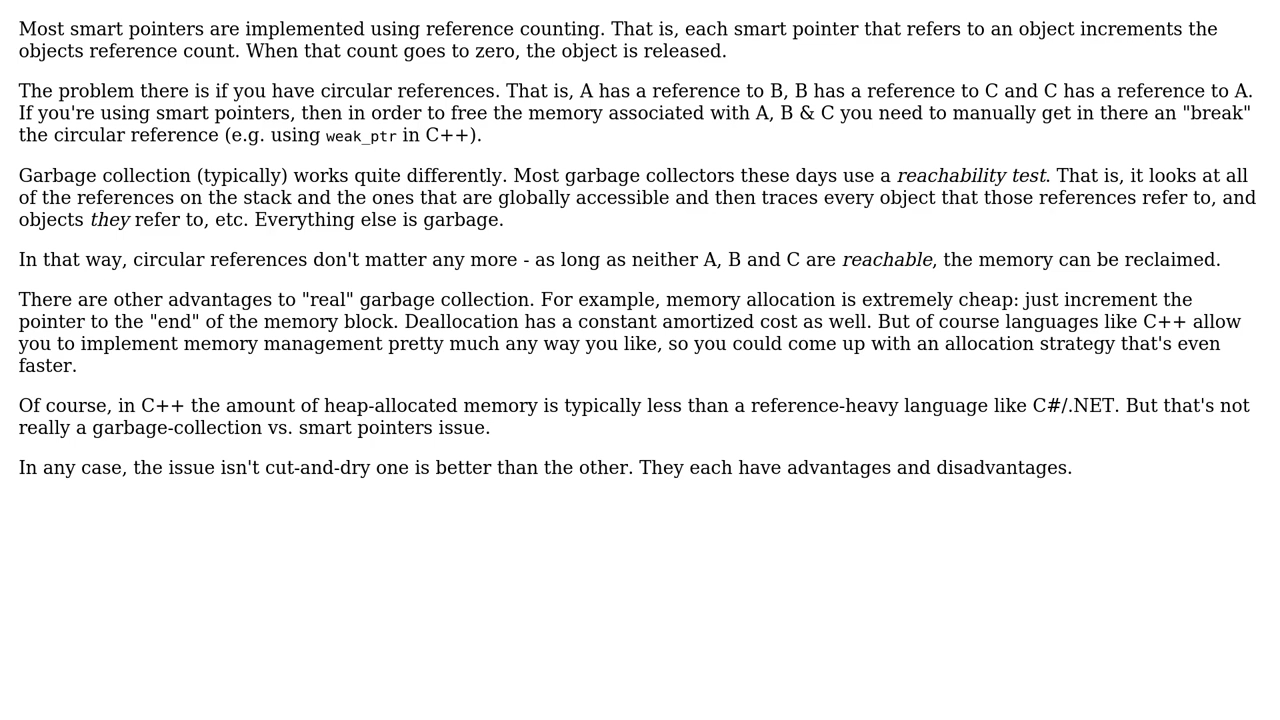 Most smart pointers are implemented using reference counting. That is, each smart pointer that refers to an object increments the
objects reference count. When that count goes to zero, the object is released.
The problem there is if you have circular references. That is, A has a reference to B, B has a reference to C and C has a reference to A.
If you're using smart pointers, then in order to free the memory associated with A, B & C you need to manually get in there an "break"
the circular reference (e.g. using weak_ptr in C++).
Garbage collection (typically) works quite differently. Most garbage collectors these days use a reachability test. That is, it looks at all
of the references on the stack and the ones that are globally accessible and then traces every object that those references refer to, and
objects they refer to, etc. Everything else is garbage.
In that way, circular references don't matter any more - as long as neither A, B and C are reachable, the memory can be reclaimed.
There are other advantages to "real" garbage collection. For example, memory allocation is extremely cheap: just increment the
pointer to the "end" of the memory block. Deallocation has a constant amortized cost as well. But of course languages like C++ allow
you to implement memory management pretty much any way you like, so you could come up with an allocation strategy that's even
faster.
Of course, in C++ the amount of heap-allocated memory is typically less than a reference-heavy language like C#/.NET. But that's not
really a garbage-collection vs. smart pointers issue.
In any case, the issue isn't cut-and-dry one is better than the other. They each have advantages and disadvantages.